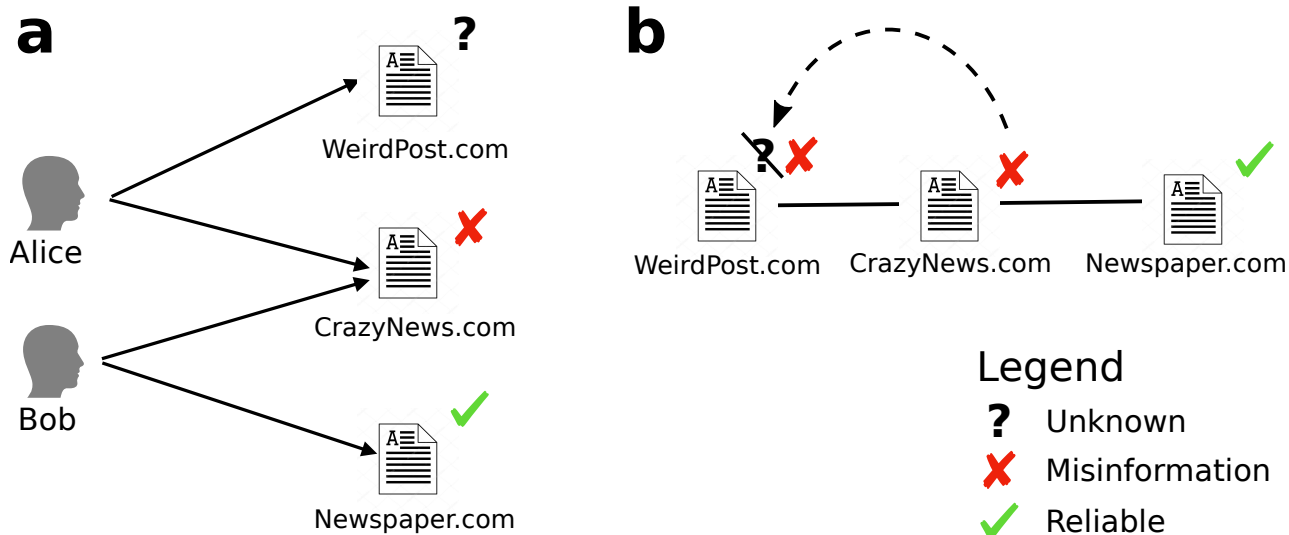 a
?
A
WeirdPost.com
Alice
A
CrazyNews.com
Bob
A
Newspaper.com
b
?
A
A
A
WeirdPost.com
CrazyNews.com
Newspaper.com
Legend
? Unknown
Misinformation
Reliable